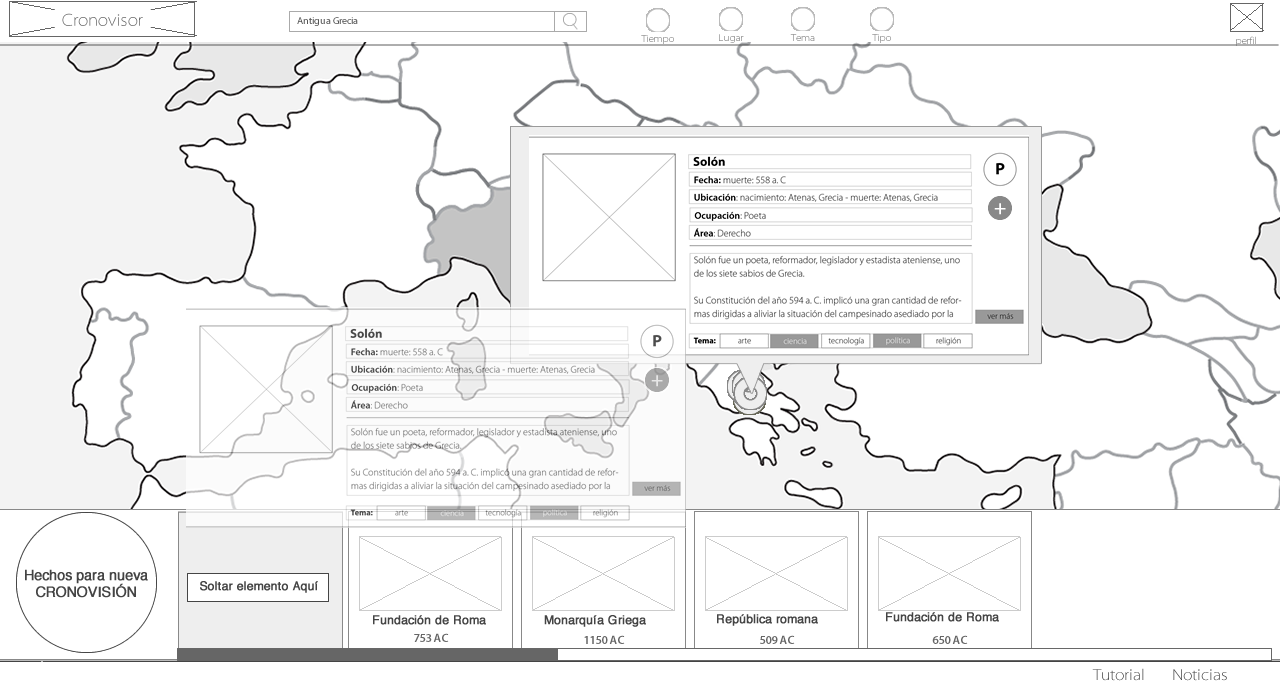 Cronovisor
Antigua Grecia
Tiempo
Lugar
Tema
Tipo
perfil
Solón
P
Fecha: muerte: 558 a. C
Ubicación: nacimiento: Atenas, Grecia - muerte: Atenas, Grecia
+
Ocupación: Poeta
Área: Derecho
Solón fue un poeta, reformador, legislador y estadista ateniense, uno
de los siete sabios de Grecia.
Su Constitución del año 594 a. C. implicó una gran cantidad de refor-
mas dirigidas a aliviar la situación del campesinado asediado por la
ver más
Tema: arte ciencia tecnología política religión
Solón
P
Fecha: muerte: 558 a. C
Ubicación: nacimiento: Atenas, Grecia - muerte: Atenas, Grecia
+
Ocupación: Poeta
Área: Derecho
Solón fue un poeta, reformador, legislador y estadista ateniense, uno
de los siete sabios de Grecia.
Su Constitución del año 594 a. C. implicó una gran cantidad de refor-
mas dirigidas a aliviar la situación del campesinado asediado por la
ver más
Tema: arte ciencia tecnología política religión
Hechos para nueva
CRONOVISIÓN
Soltar elemento Aquí
Fundación de Roma
753 AC
Monarquía Griega
1150 AC
República romana
509 AC
Fundación de Roma
650 AC
Tutorial
Noticias